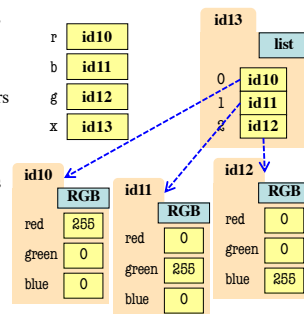 r id10
b id11
g id12
x id13
id13
list
0 id10
1 id11
2 id12
rs
s
id10
RGB
red 255
green 0
blue 0
id11
RGB
red 0
green 255
blue 0
id12
RGB
red 0
green 0
blue 255